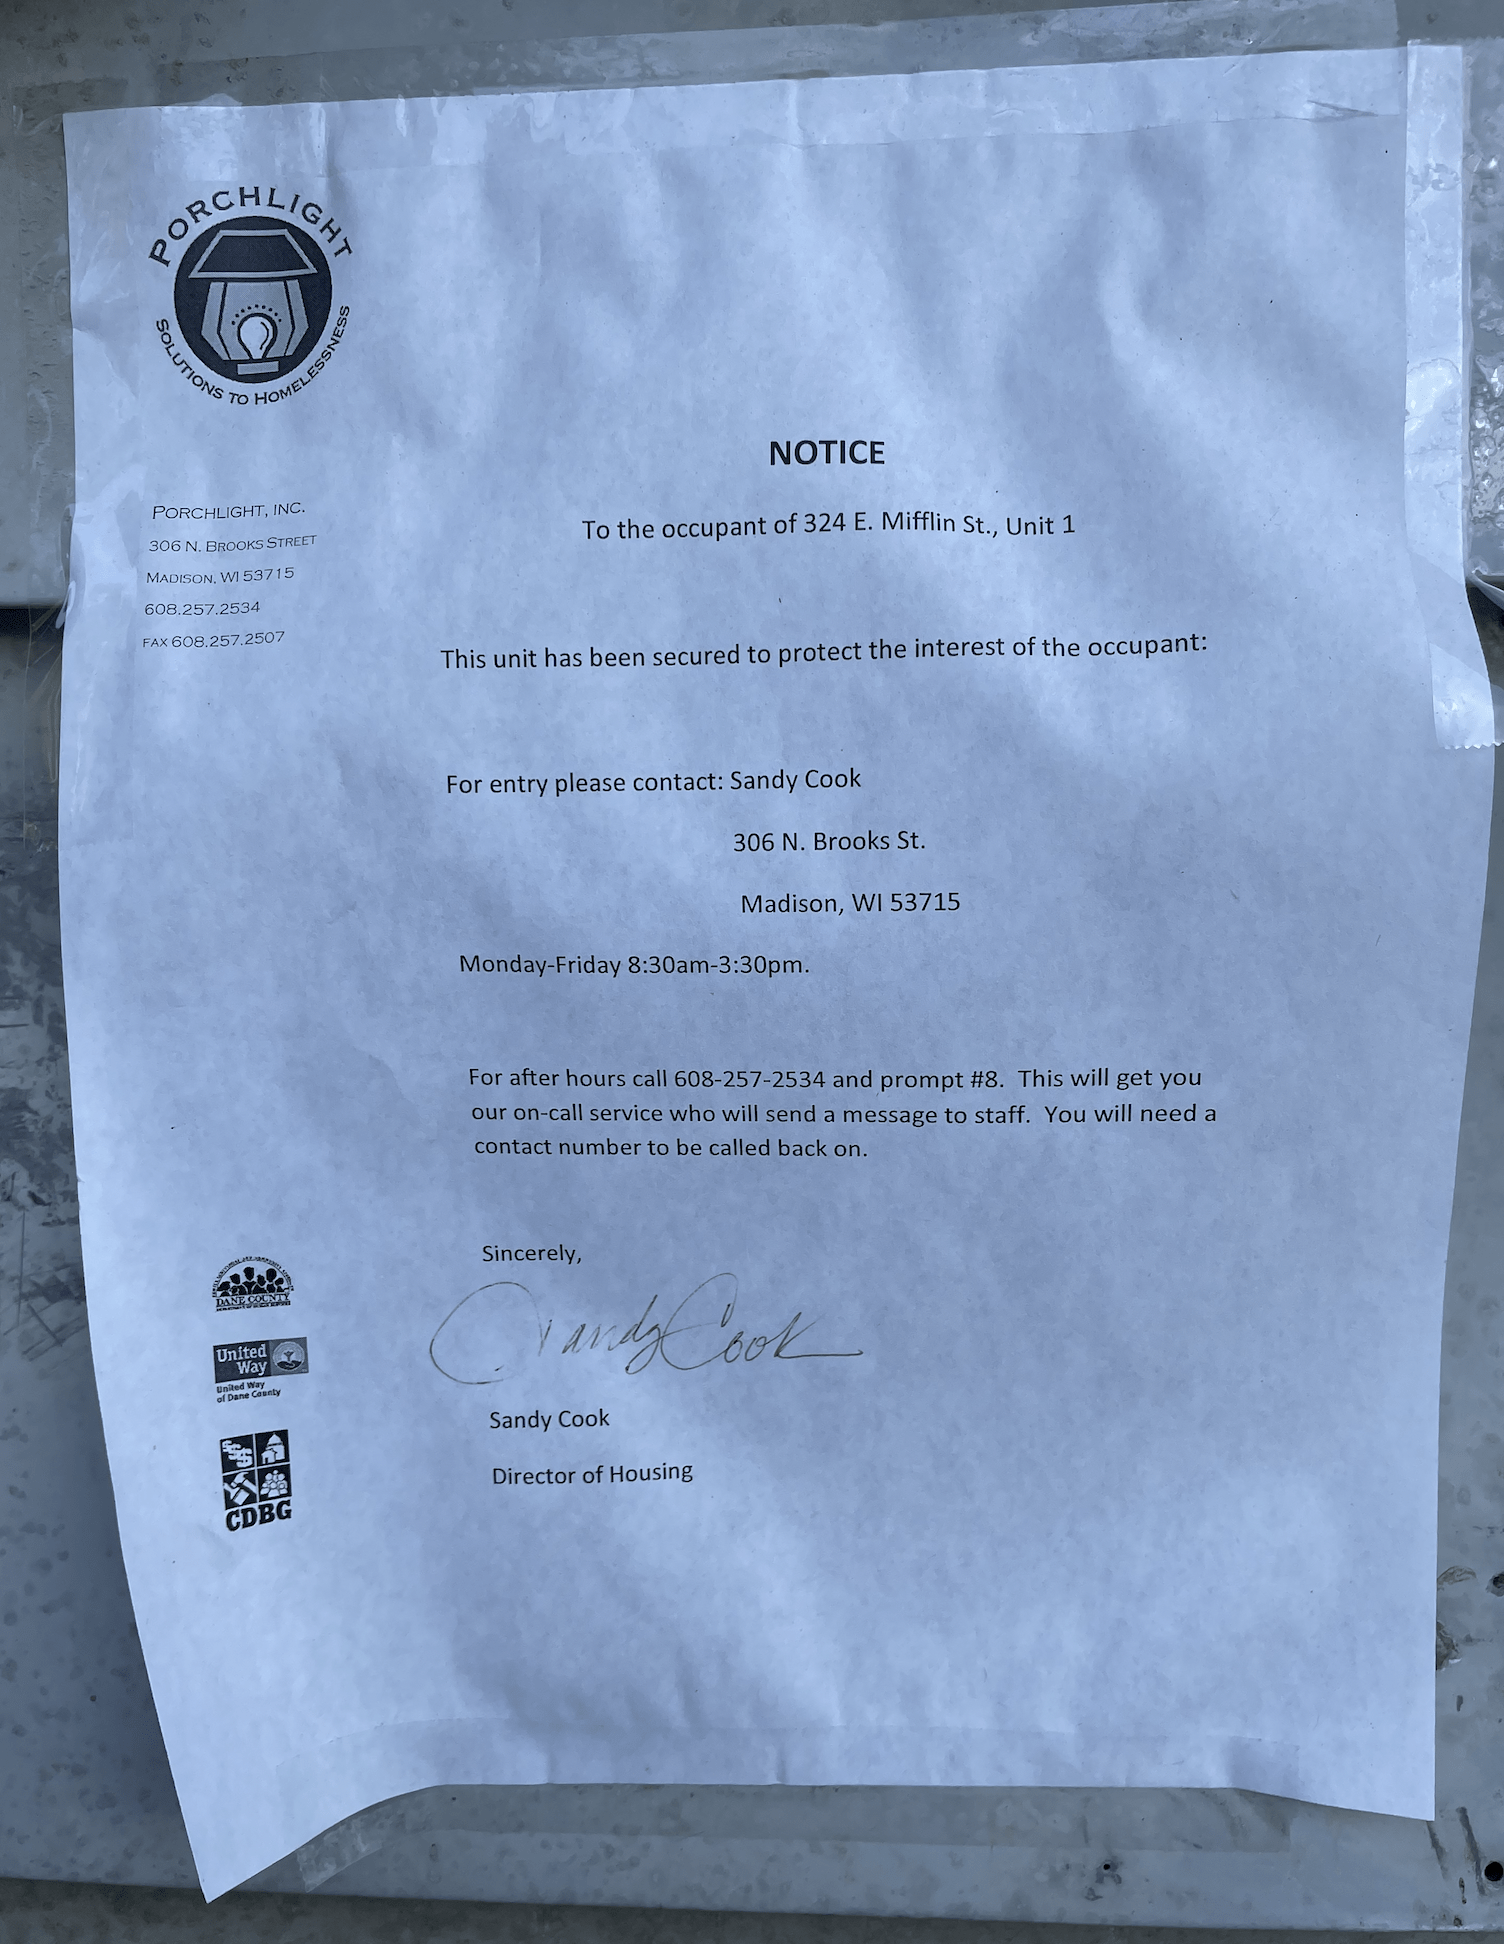 PORCHLIGHT
SOLUTIONS TO HOMELESSNESS
NOTICE
To the occupant of 324 E. Mifflin St., Unit 1
PORCHLIGHT, INC.
306 N. BROOKS STREET
MADISON, WI 53715
608.257.2534
FAX 608.257.2507
This unit has been secured to protect the interest of the occupant:
For entry please contact: Sandy Cook
306 N. Brooks St.
Madison, WI 53715
Monday-Friday 8:30am-3:30pm.
For after hours call 608-257-2534 and prompt #8. This will get you
our on-call service who will send a message to staff. You will need a
contact number to be called back on.
Sincerely,
Sandy Cook
Sandy Cook
Director of Housing
DANE COUNTY
United
Way
United Way
of Dane County
$$$
CDBG